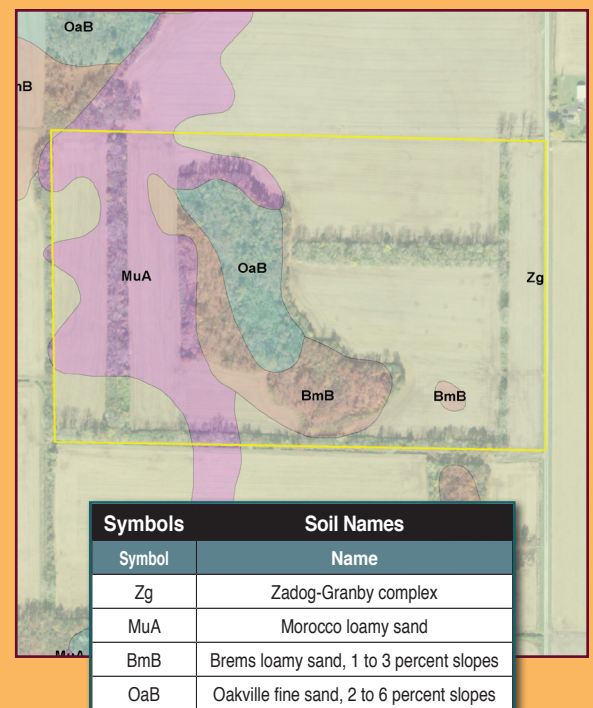 OaB
MuA
OaB
Zg
BmB
BmB
Symbols Soil Names
Symbol Name
Zg Zadog-Granby complex
MuA Morocco loamy sand
BmB Brems loamy sand, 1 to 3 percent slopes
OaB Oakville fine sand, 2 to 6 percent slopes